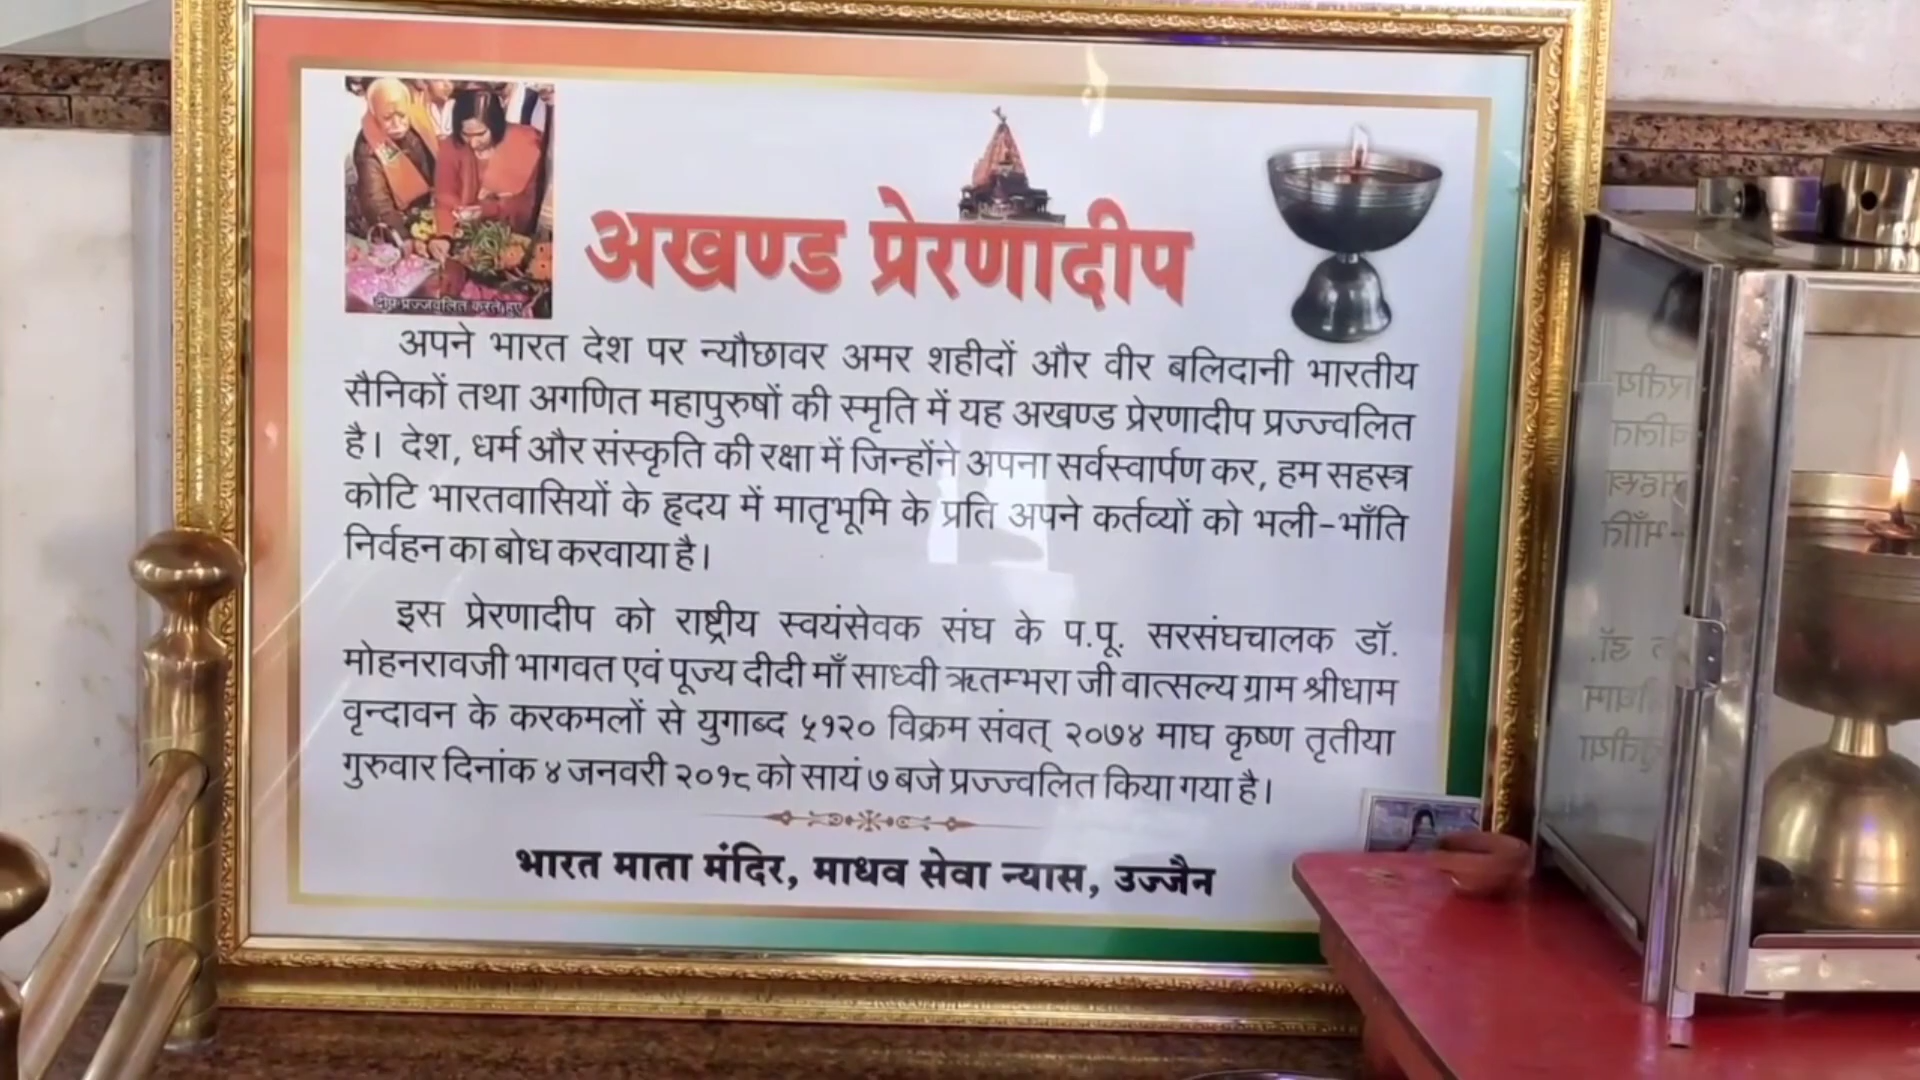 दीप प्रज्जवलित करते हुए
अखण्ड प्रेरणादीप
अपने भारत देश पर न्यौछावर अमर शहीदों और वीर बलिदानी भारतीय
सैनिकों तथा अगणित महापुरुषों की स्मृति में यह अखण्ड प्रेरणादीप प्रज्ज्वलित
है। देश, धर्म और संस्कृति की रक्षा में जिन्होंने अपना सर्वस्वार्पण कर, हम सहस्त्र
कोटि भारतवासियों के हृदय में मातृभूमि के प्रति अपने कर्तव्यों को भली-भाँति
निर्वहन का बोध करवाया है।
इस प्रेरणादीप को राष्ट्रीय स्वयंसेवक संघ के प.पू. सरसंघचालक डॉ.
मोहनरावजी भागवत एवं पूज्य दीदी माँ साध्वी ऋतम्भरा जी वात्सल्य ग्राम श्रीधाम
वृन्दावन के करकमलों से युगाब्द ५१२० विक्रम संवत् २०७४ माघ कृष्ण तृतीया
गुरुवार दिनांक ४ जनवरी २०१८ को सायं ७ बजे प्रज्ज्वलित किया गया है।
भारत माता मंदिर, माधव सेवा न्यास, उज्जैन